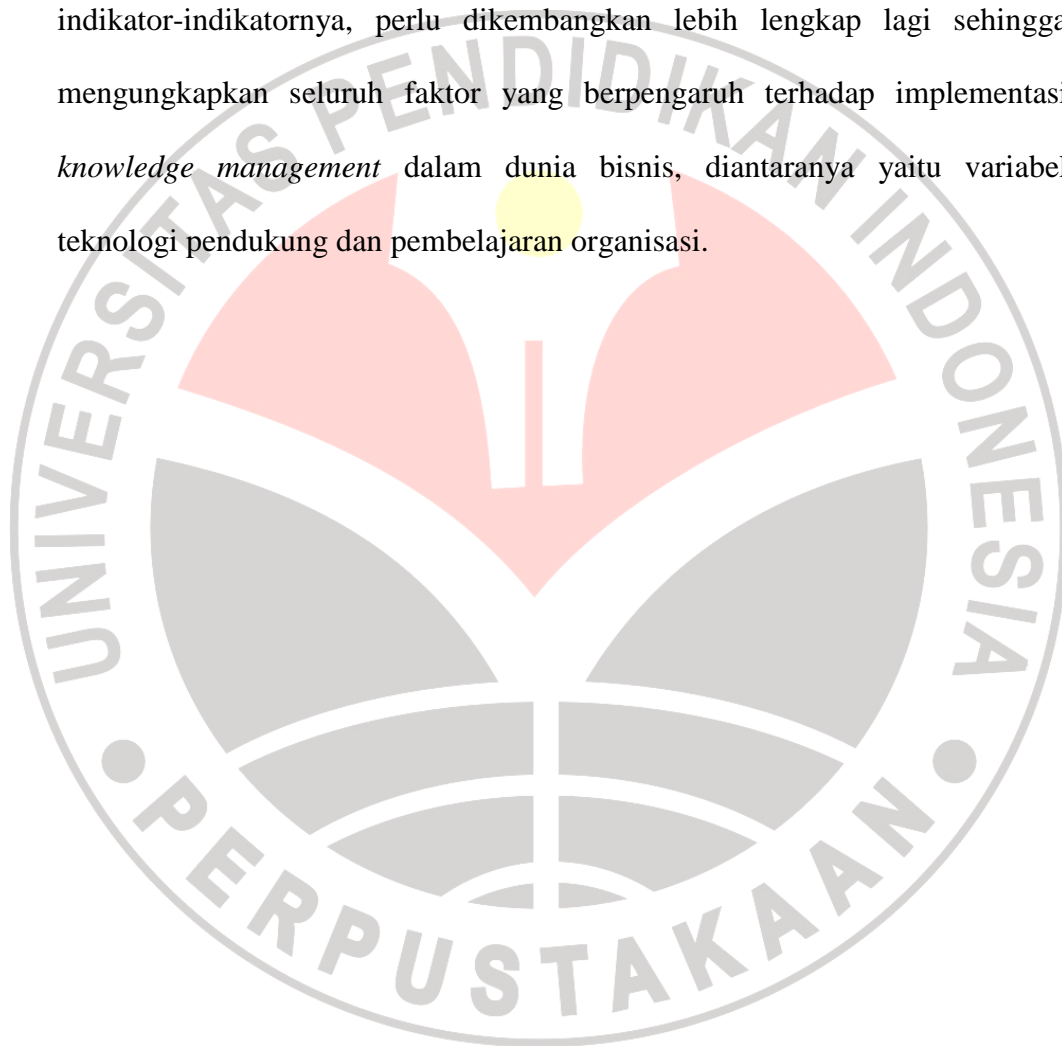 indikator-indikatornya, perlu dikembangkan lebih lengkap lagi sehingga
mengungkapkan seluruh faktor yang berpengaruh terhadap implementasi
knowledge management dalam dunia bisnis, diantaranya yaitu variabel
teknologi pendukung dan pembelajaran organisasi.
UNIVERSITAS PENDIDIKAN INDONESIA
PERPUSTAKAAN